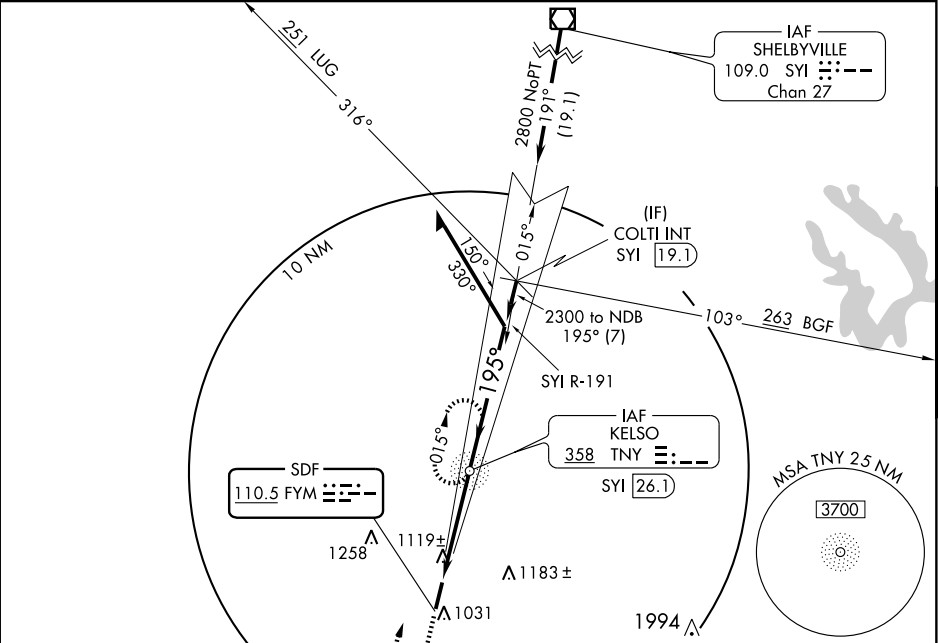 251 LUG
316°
2800 NoPT
191°
(19.1)
IAF
SHELBYVILLE
109.0 SYI
Chan 27
(IF)
COLTI INT
SYI 19.1
10 NM
015°
150°
330°
2300 to NDB
195° (7)
103° 263 BGF
SYI R-191
195°
015°
IAF
KELSO
358 TNY
SYI 26.1
SDF
110.5 FYM
MSA TNY 25 NM
3700
1258
1119±
1183±
1031
1994